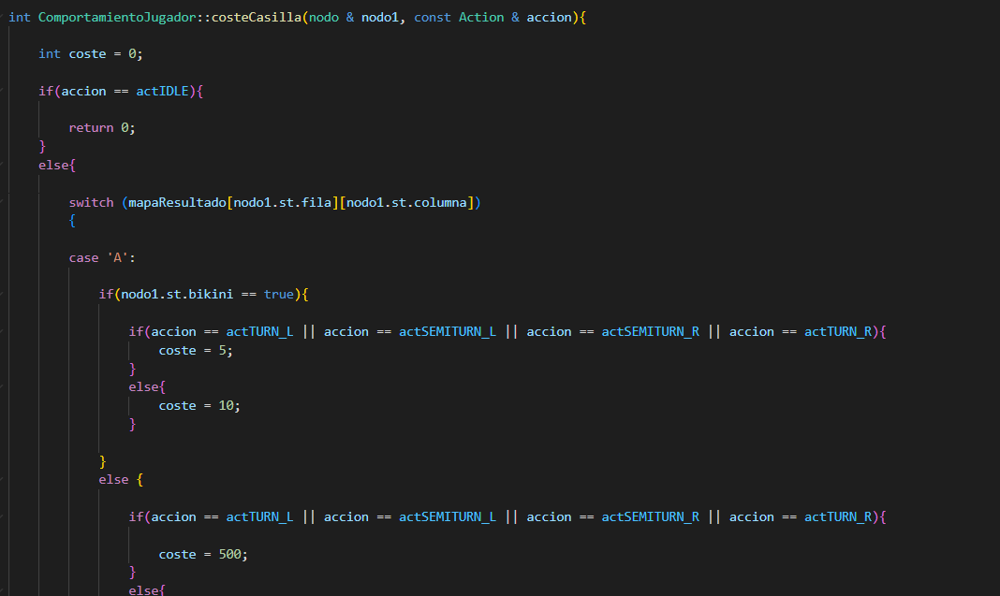 int ComportamientoJugador::costeCasilla(nodo & nodo1, const Action & accion){
int coste = 0;
if(accion == actIDLE){
return 0;
}
else{
switch (mapaResultado[nodo1.st.fila][nodo1.st.columna])
{
case 'A':
if(nodo1.st.bikini == true){
if(accion == actTURN_L || accion == actSEMITURN_L || accion == actSEMITURN_R || accion == actTURN_R){
coste = 5;
}
else{
coste = 10;
}
}
else {
if(accion == actTURN_L || accion == actSEMITURN_L || accion == actSEMITURN_R || accion == actTURN_R){
coste = 500;
}
else{